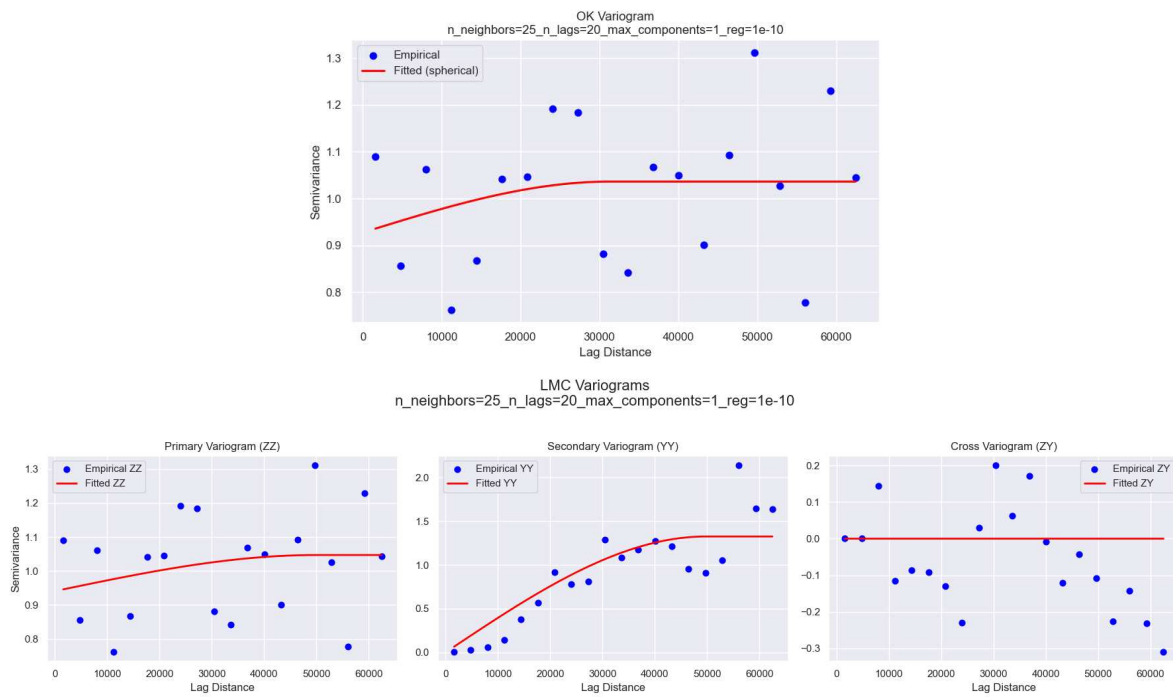 OK Variogram
n_neighbors=25_n_lags=20_max_components=1_reg=1e-10
Empirical
Fitted (spherical)
1.3
1.2
1.1
1.0
0.9
0.8
Semivariance
0 10000 20000 30000 40000 50000 60000
Lag Distance
LMC Variograms
n_neighbors=25_n_lags=20_max_components=1_reg=1e-10
Primary Variogram (ZZ)
Empirical ZZ
Fitted ZZ
1.3
1.2
1.1
1.0
0.9
0.8
Semivariance
0 10000 20000 30000 40000 50000 60000
Lag Distance
Secondary Variogram (YY)
Empirical YY
Fitted YY
2.0
1.5
1.0
0.5
0.0
0 10000 20000 30000 40000 50000 60000
Lag Distance
Cross Variogram (ZY)
Empirical ZY
Fitted ZY
0.2
0.1
0.0
−0.1
−0.2
−0.3
0 10000 20000 30000 40000 50000 60000
Lag Distance